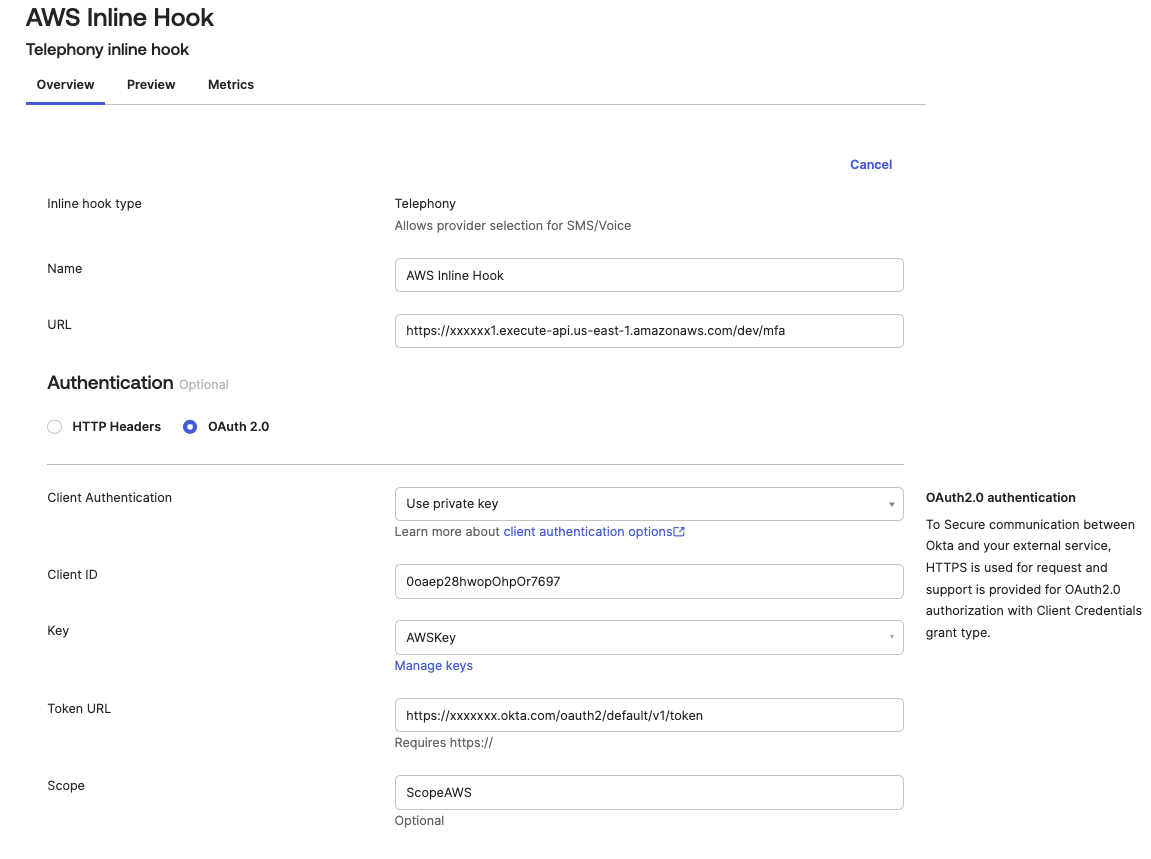 AWS Inline Hook
Telephony inline hook
Overview Preview Metrics
Cancel
Inline hook type
Telephony
Allows provider selection for SMS/Voice
Name
AWS Inline Hook
URL
https://xxxxxx1.execute-api.us-east-1.amazonaws.com/dev/mfa
Authentication Optional
HTTP Headers OAuth 2.0
Client Authentication
Use private key
Learn more about client authentication options
Client ID
0oaep28hwopOhpOr7697
Key
AWSKey
Manage keys
Token URL
https://xxxxxxx.okta.com/oauth2/default/v1/token
Requires https://
Scope
ScopeAWS
Optional
OAuth2.0 authentication
To Secure communication between
Okta and your external service,
HTTPS is used for request and
support is provided for OAuth2.0
authorization with Client Credentials
grant type.